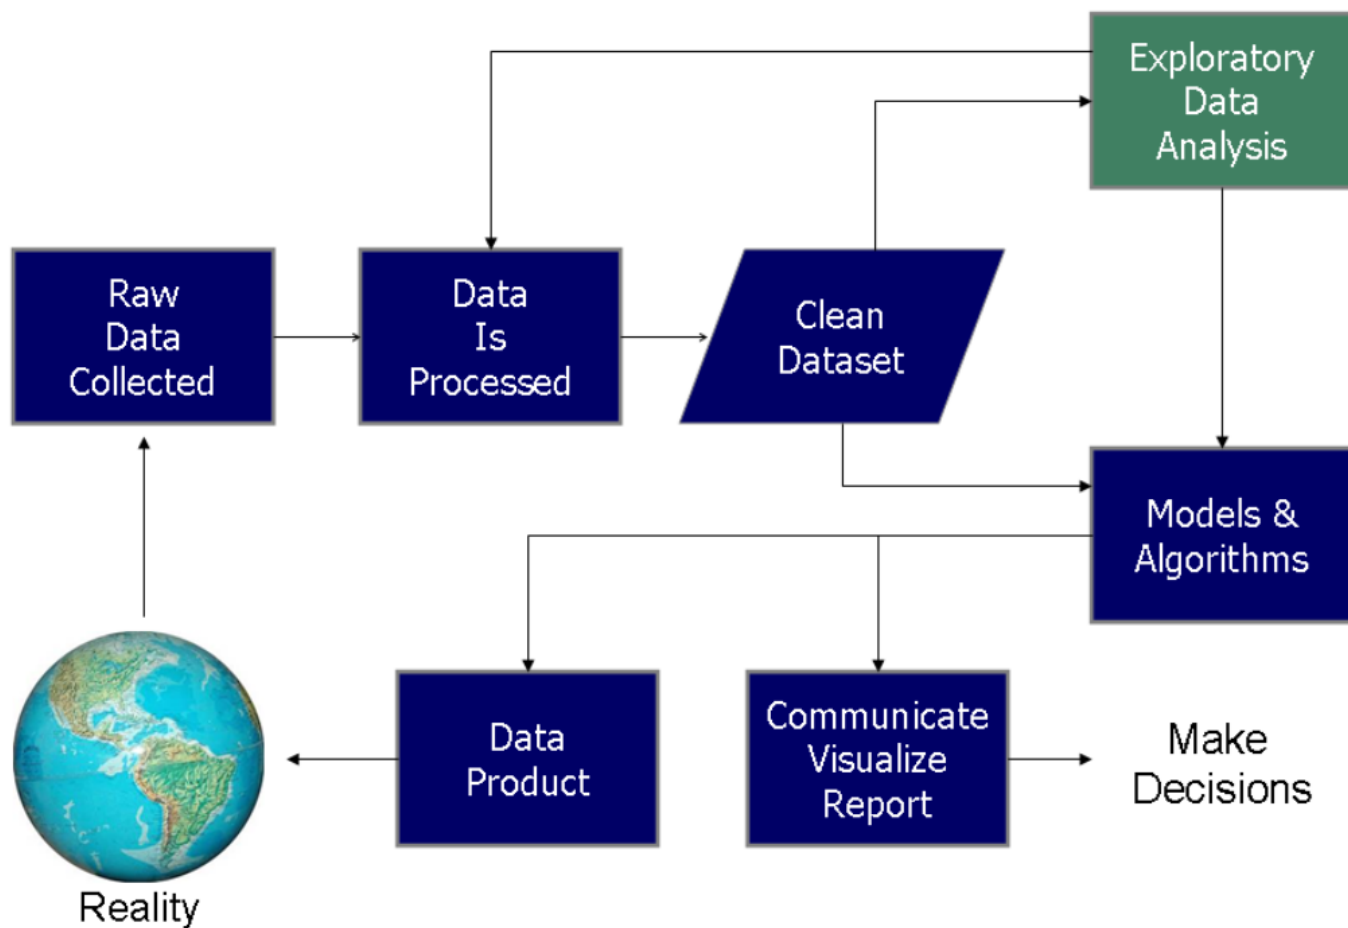 Exploratory
Data
Analysis
Raw
Data
Collected
Data
Is
Processed
Clean
Dataset
Models &
Algorithms
Data
Product
Communicate
Visualize
Report
Make
Decisions
Reality